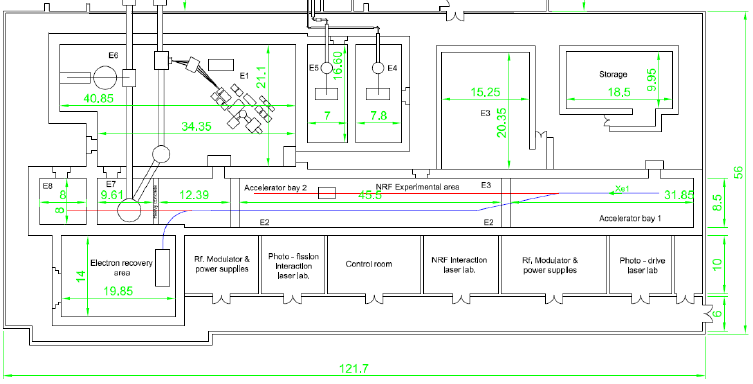 E6
E1
E5
16.60
E4
21.1
40,85
34.35
7
7.8
15,25
E3
20.35
Storage
18,5
9.95
56
E8
8
8
E7
9.61
12.39
Accelerator bay 2
NRF Experimental area
E3
Xe1
45.5
31.85
8,5
E2
E2
Accelerator bay 1
Electron recovery
area
14
19.85
Rf. Modulator &
power supplies
Photo - fission
Interaction
laser lab.
Control room
NRF Interaction
laser lab.
Rf, Modulator &
power supplies
Photo - drive
laser lab.
10
6
121.7